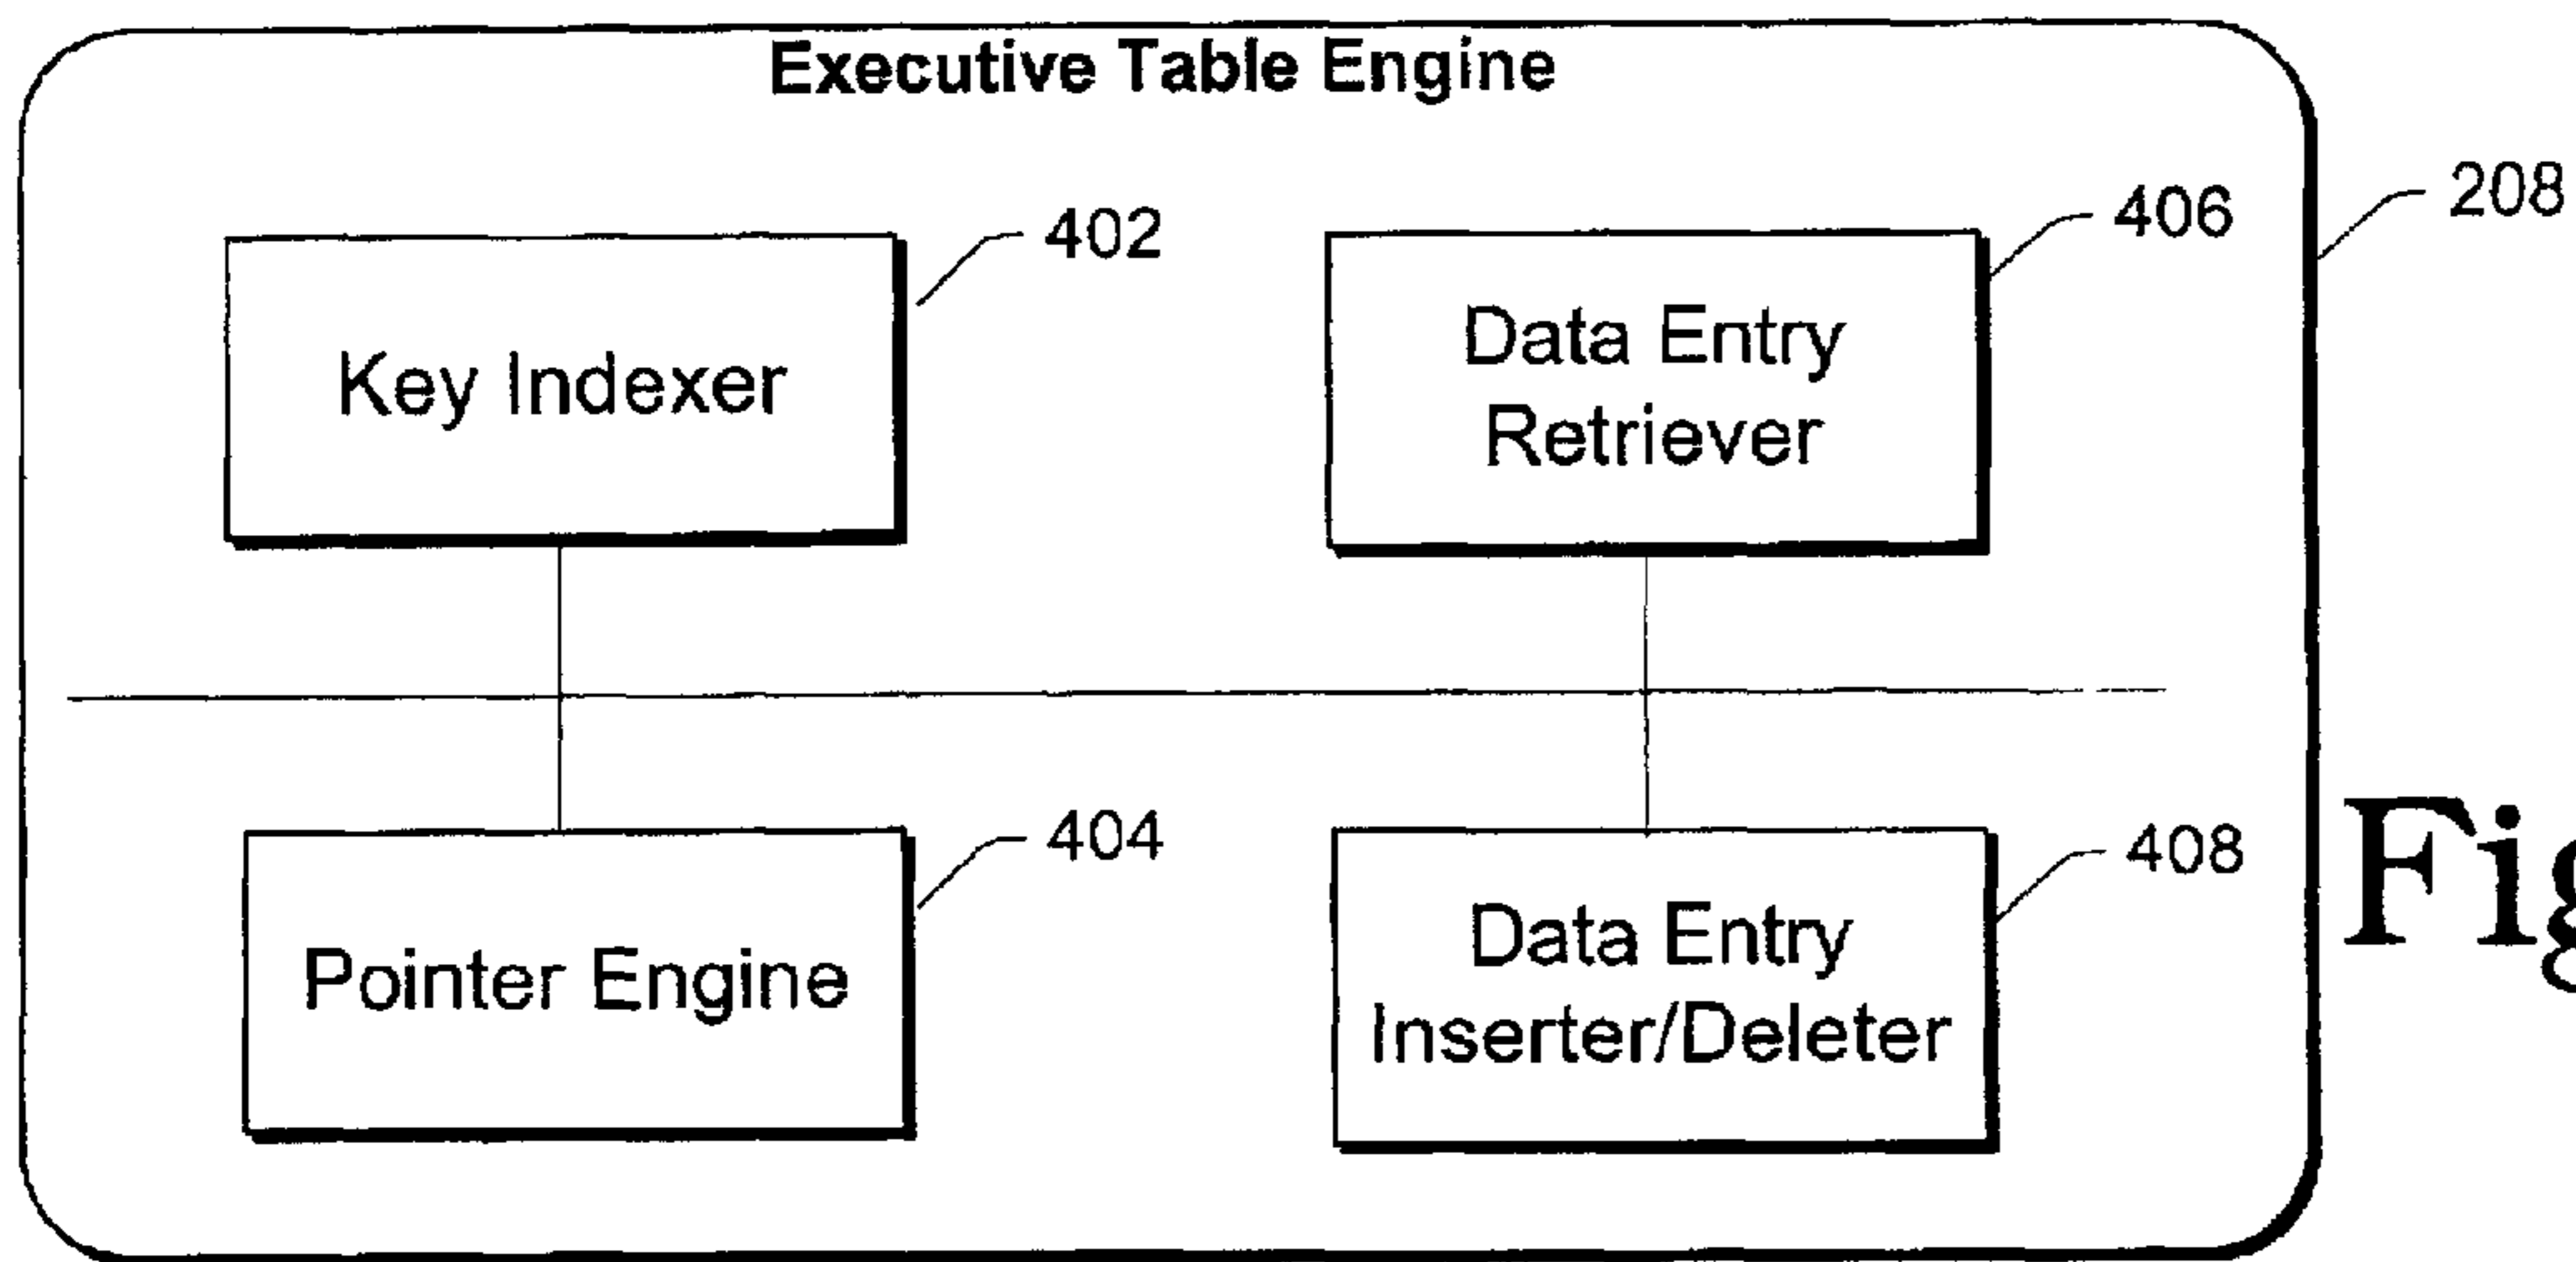 Executive Table Engine
208
402
406
Key Indexer
Data Entry
Retriever
404
408
Pointer Engine
Data Entry
Inserter/Deleter
Fig